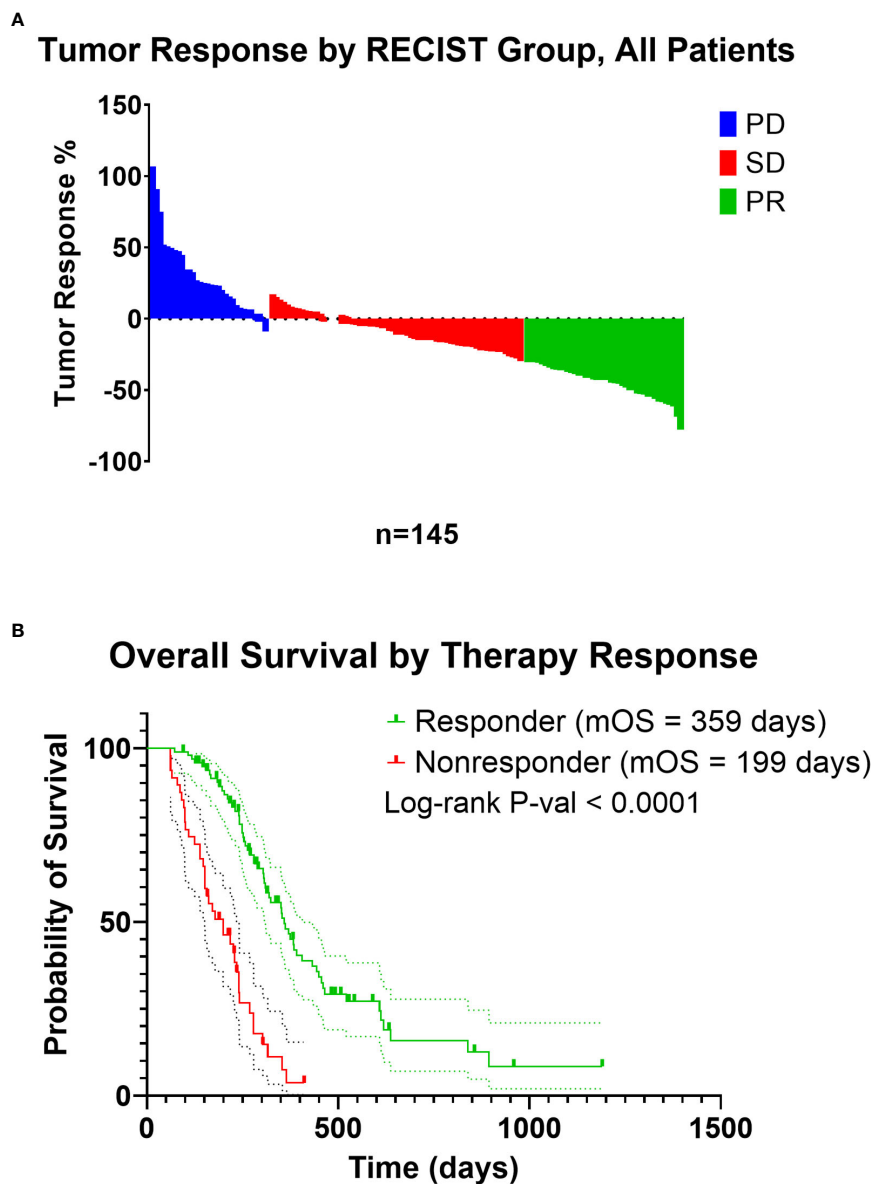 A
Tumor Response by RECIST Group, All Patients
150
100
50
0
-50
-100
Tumor Response %
PD
SD
PR
n=145
B
Overall Survival by Therapy Response
Responder (mOS = 359 days)
Nonresponder (mOS = 199 days)
Log-rank P-val < 0.0001
100
50
0
Probability of Survival
0 500 1000 1500
Time (days)